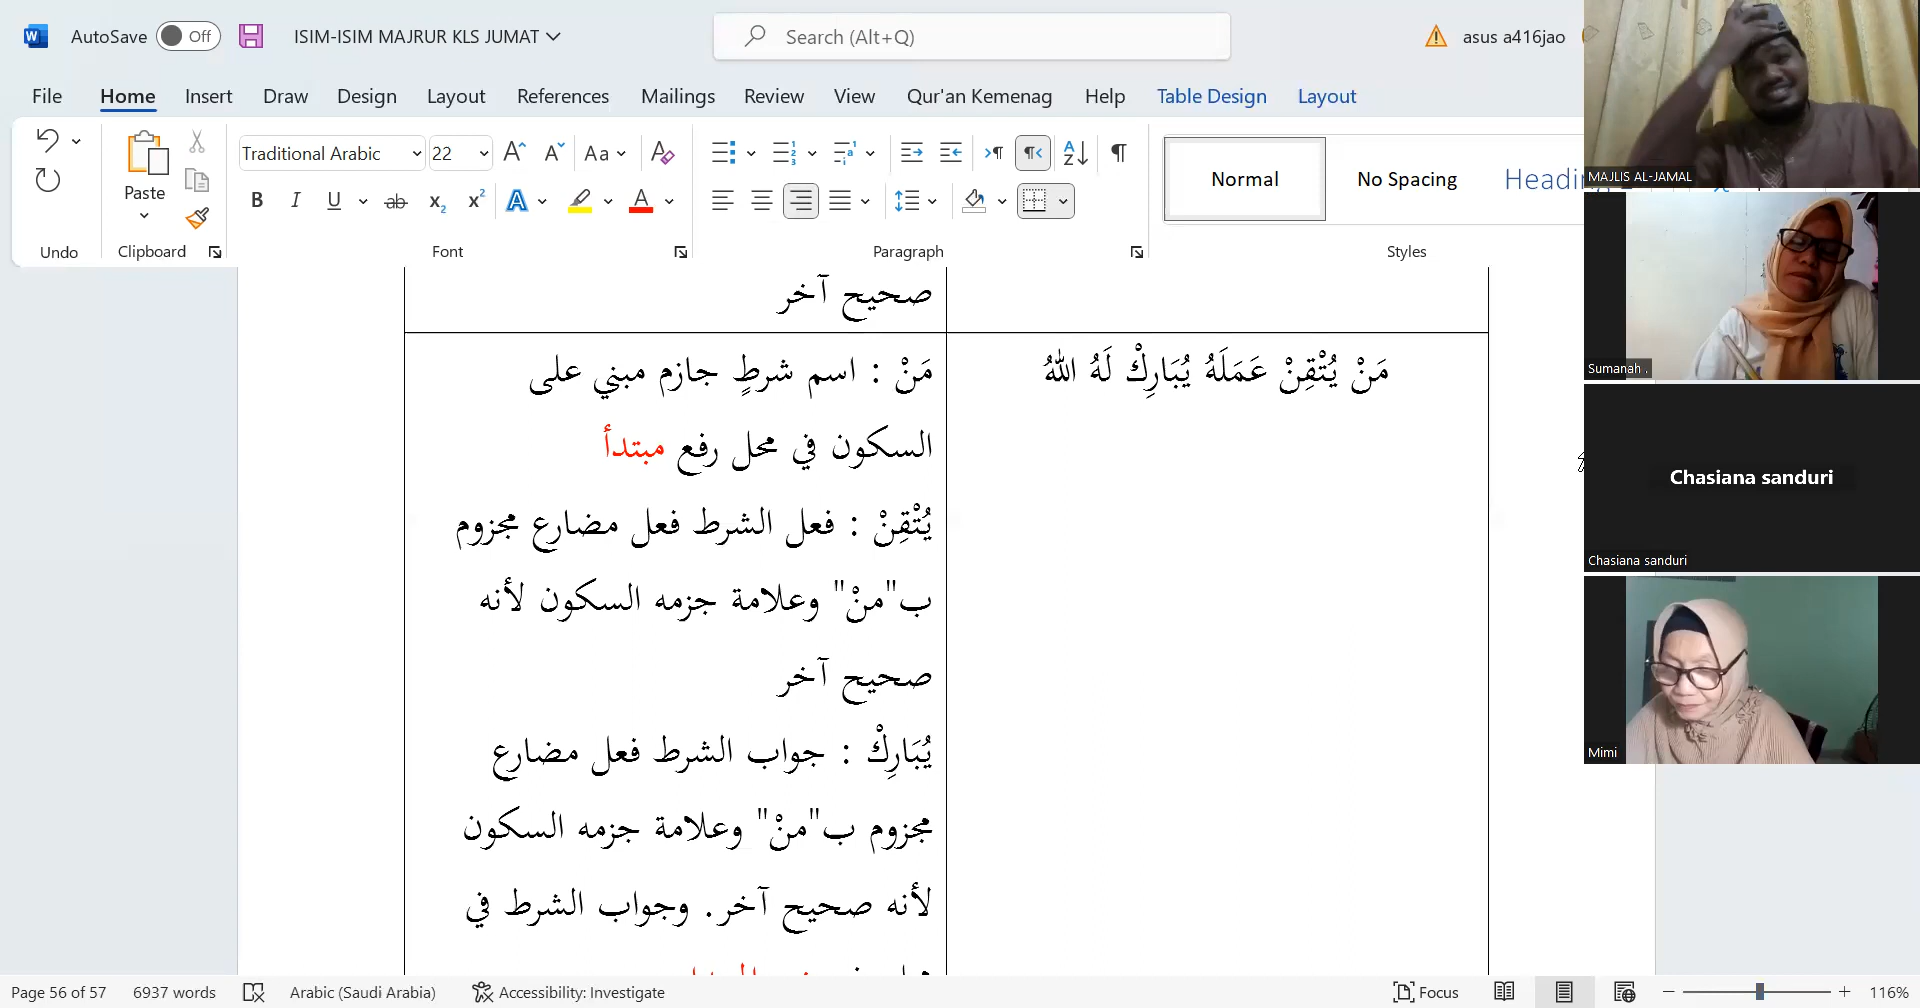 AutoSave Off ISIM-ISIM MAJRUR KLS JUMAT Search (Alt+Q) asus a416jao
File Home Insert Draw Design Layout References Mailings Review View Qur'an Kemenag Help Table Design Layout
Traditional Arabic 22 Aa
Paste
Normal No Spacing Heading
Undo Clipboard Font Paragraph Styles
صحيح آخر
مَنْ يُتْقِنْ عَمَلَهُ يُبَارِكْ لَهُ اللهُ
مَنْ : اسم شرطٍ جازم مبني على
السكون في محل رفع مبتدأ
يُتْقِنْ : فعل الشرط فعل مضارع مجزوم
ب"منْ" وعلامة جزمه السكون لأنه
صحيح آخر
يُبَارِكْ : جواب الشرط فعل مضارع
مجزوم ب"منْ" وعلامة جزمه السكون
لأنه صحيح آخر. وجواب الشرط في
MAJLIS AL-JAMAL
Sumanah .
Chasiana sanduri
Chasiana sanduri
Mimi
Page 56 of 57 6937 words Arabic (Saudi Arabia) Accessibility: Investigate Focus 116%